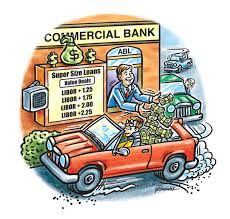 COMMERCIAL BANK
ABL
Super Size Loans
Value Deals
LIBOR + 1.25
LIBOR + 1.75
LIBOR + 2.00
LIBOR +2.25
$ $ $